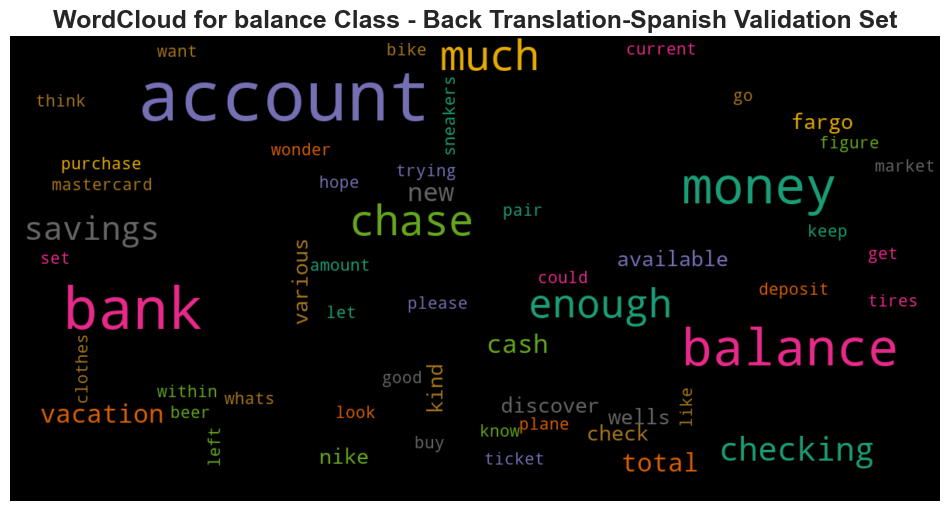 WordCloud for balance Class - Back Translation-Spanish Validation Set
want
bike
much
current
think
account
sneakers
go
fargo
figure
wonder
purchase
mastercard
trying
hope
new
market
money
savings
chase
pair
keep
set
various
amount
available
get
could
deposit
bank
let
please
enough
tires
balance
cash
clothes
good
kind
within
whats
vacation
beer
look
discover
wells
like
plane
know
check
left
buy
nike
ticket
total
checking